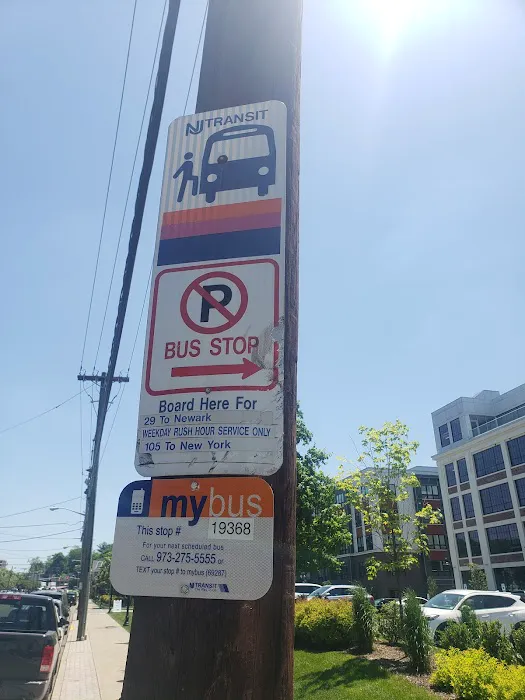 NJ TRANSIT
P
BUS STOP
Board Here For
29 To Newark
WEEKDAY RUSH HOUR SERVICE ONLY
105 To New York
mybus
This stop # 19368
For your next scheduled bus
CALL 973-275-5555 or
TEXT your stop # to mybus (69287)
NJ TRANSIT